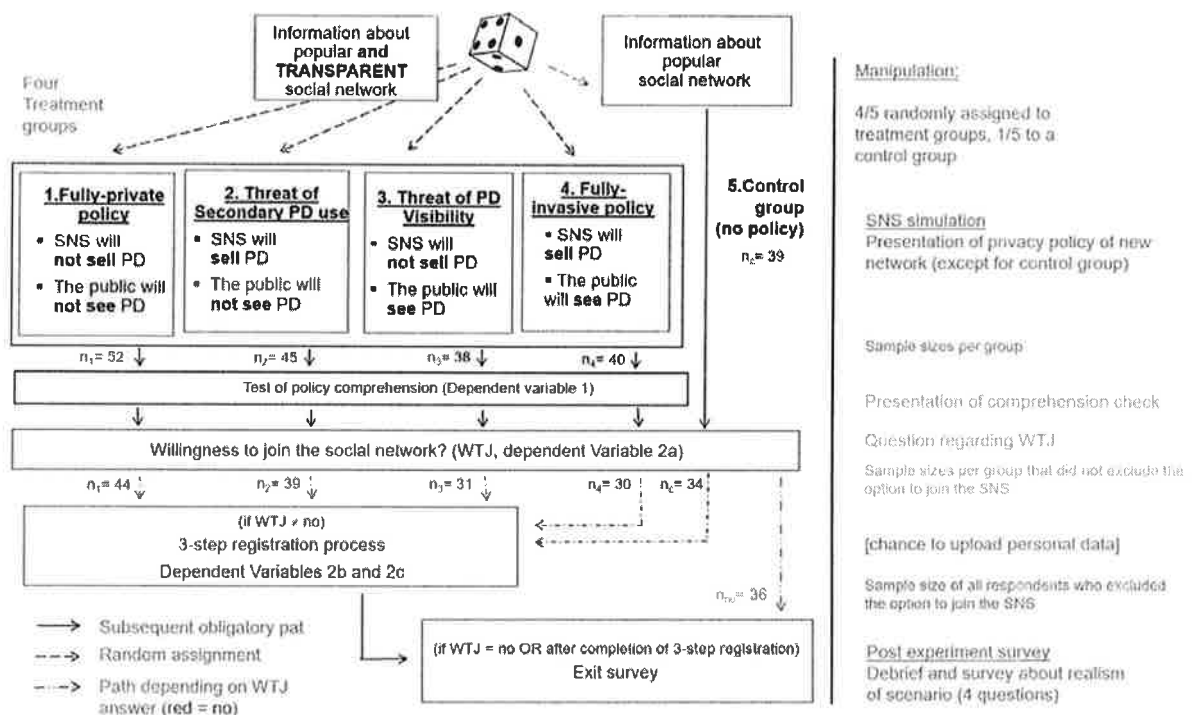 Information about
popular and
TRANSPARENT
social network
Information about
popular
social network
Four
Treatment
groups
1.Fully-private
policy
▪ SNS will
not sell PD
▪ The public will
not see PD
2. Threat of
Secondary PD use
▪ SNS will
sell PD
▪ The public will
not see PD
3. Threat of PD
Visibility
▪ SNS will
not sell PD
▪ The public will
see PD
4. Fully-
invasive policy
▪ SNS will
sell PD
▪ The public
will see PD
5.Control
group
(no policy)
n꜀= 39
n₁= 52
n₂= 45
n₃= 38
n₄= 40
Test of policy comprehension (Dependent variable 1)
Willingness to join the social network? (WTJ, dependent Variable 2a)
n₁= 44
n₂= 39
n₃= 31
n₄= 30
n꜀= 34
(if WTJ ≠ no)
3-step registration process
Dependent Variables 2b and 2c
nₙₒ= 36
(if WTJ = no OR after completion of 3-step registration)
Exit survey
Subsequent obligatory pat
Random assignment
Path depending on WTJ
answer (red = no)
Manipulation:
4/5 randomly assigned to
treatment groups, 1/5 to a
control group
SNS simulation
Presentation of privacy policy of new
network (except for control group)
Sample sizes per group
Presentation of comprehension check
Question regarding WTJ
Sample sizes per group that did not exclude the
option to join the SNS
[chance to upload personal data]
Sample size of all respondents who excluded
the option to join the SNS
Post experiment survey
Debrief and survey about realism
of scenario (4 questions)